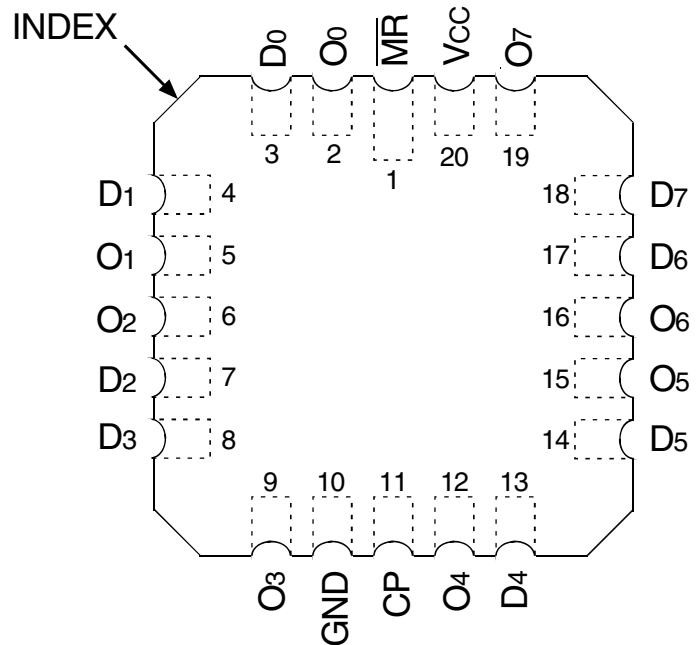 INDEX
D0 O0 M̅R̅ VCC O7
3 2 1 20 19
D1 4 18 D7
O1 5 17 D6
O2 6 16 O6
D2 7 15 O5
D3 8 14 D5
9 10 11 12 13
O3 GND CP O4 D4